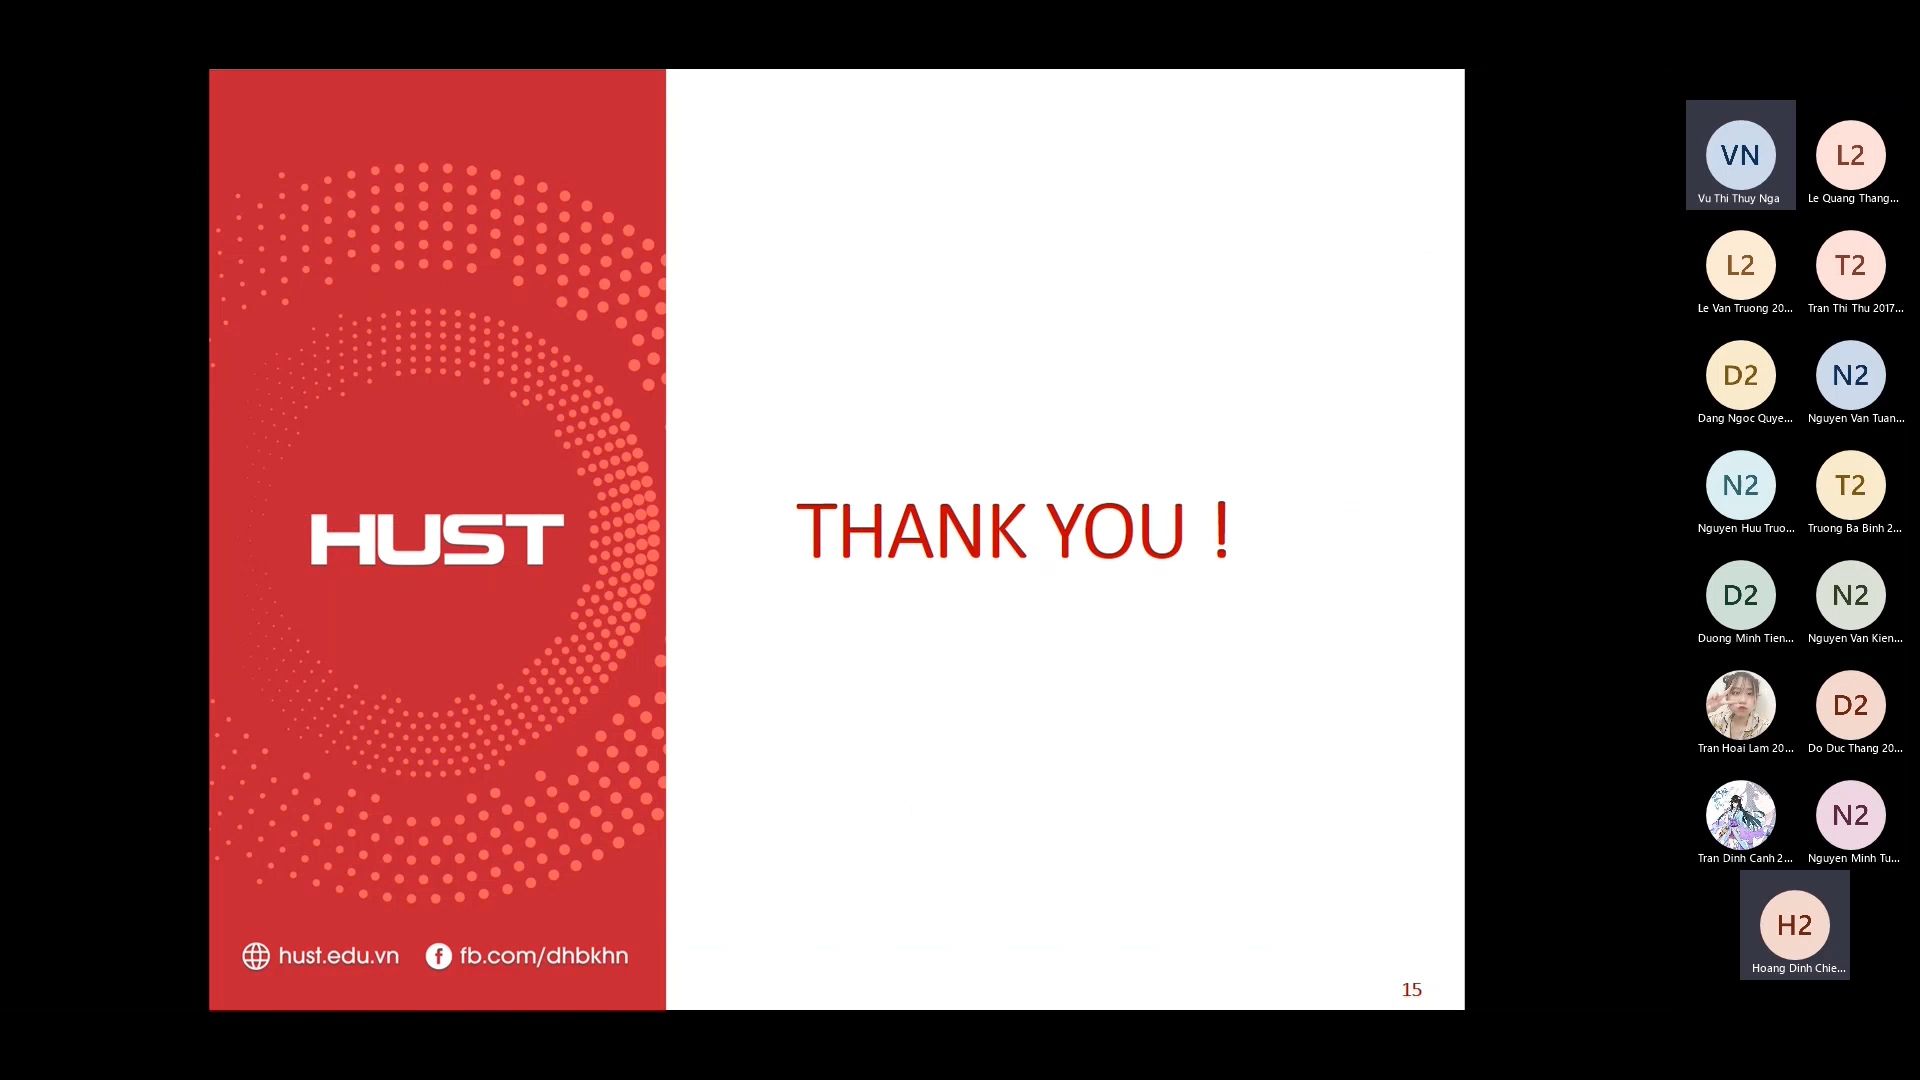 HUST
hust.edu.vn fb.com/dhbkhn
THANK YOU !
15
VN
Vu Thi Thuy Nga
L2
Le Quang Thang...
L2
Le Van Truong 20...
T2
Tran Thi Thu 2017...
D2
Dang Ngoc Quye...
N2
Nguyen Van Tuan...
N2
Nguyen Huu Truo...
T2
Truong Ba Binh 2...
D2
Duong Minh Tien...
N2
Nguyen Van Kien...
Tran Hoai Lam 20...
D2
Do Duc Thang 20...
Tran Dinh Canh 2...
N2
Nguyen Minh Tu...
H2
Hoang Dinh Chie...